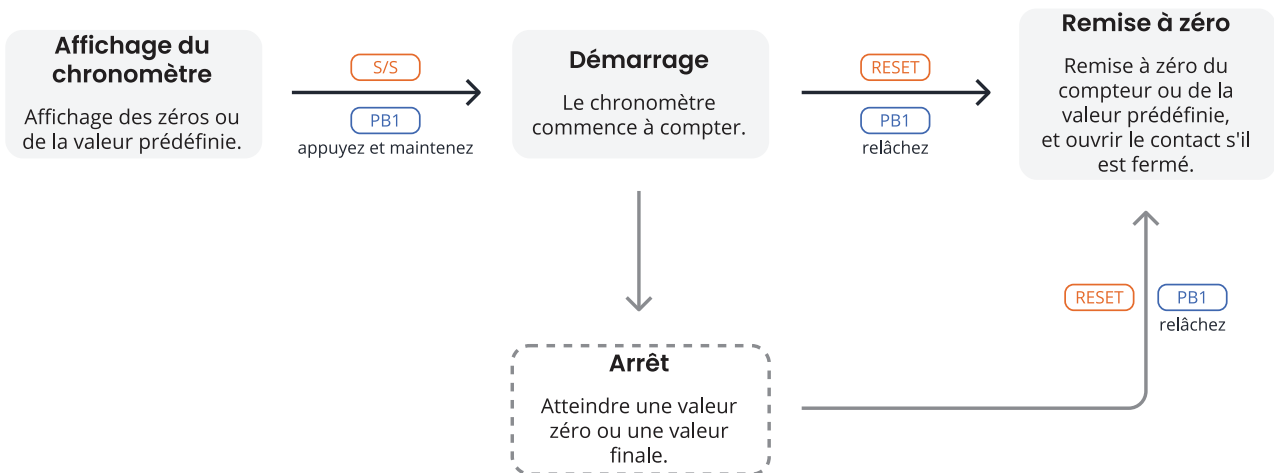 Affichage du
chronomètre
Affichage des zéros ou
de la valeur prédéfinie.
S/S
PB1
appuyez et maintenez
Démarrage
Le chronomètre
commence à compter.
RESET
PB1
relâchez
Remise à zéro
Remise à zéro du
compteur ou de la
valeur prédéfinie,
et ouvrir le contact s'il
est fermé.
RESET
PB1
relâchez
Arrêt
Atteindre une valeur
zéro ou une valeur
finale.